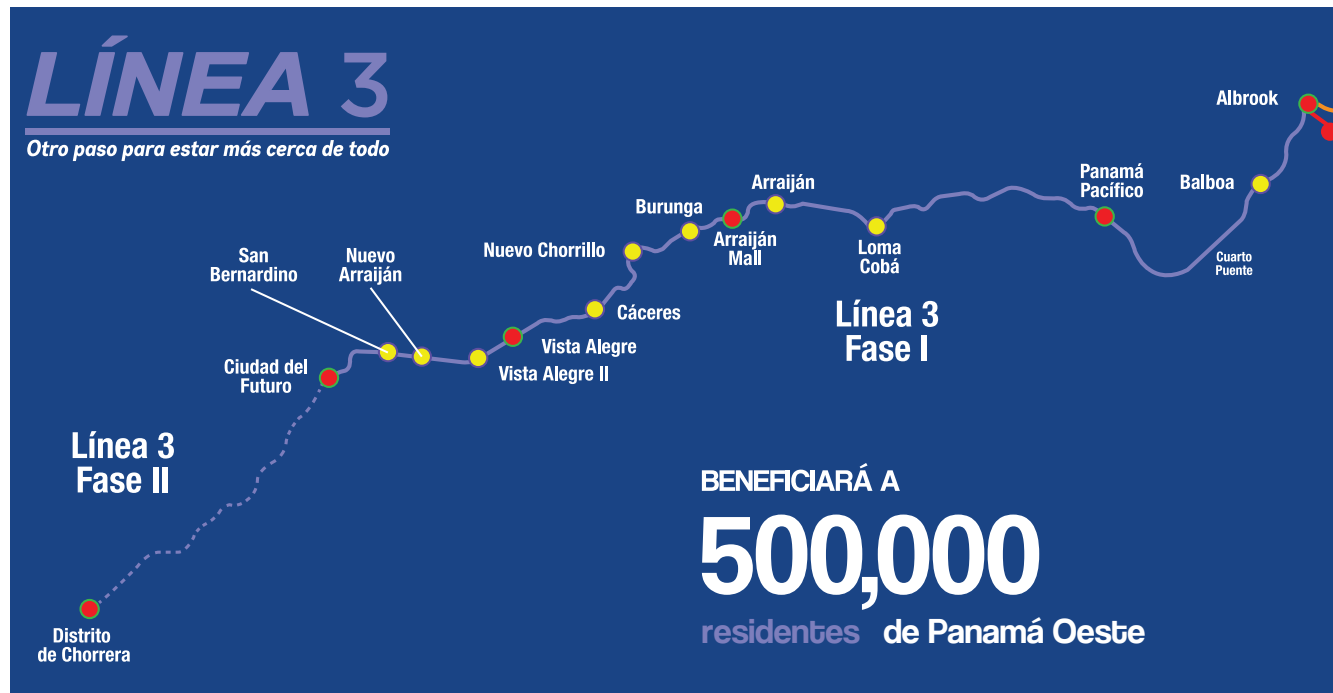 LÍNEA 3
Otro paso para estar más cerca de todo
Albrook
Balboa
Cuarto
Puente
Panamá
Pacífico
Loma
Cobá
Arraiján
Arraiján
Mall
Burunga
Nuevo Chorrillo
Cáceres
Vista Alegre
Vista Alegre II
Nuevo
Arraiján
San
Bernardino
Ciudad del
Futuro
Línea 3
Fase I
Línea 3
Fase II
Distrito
de Chorrera
BENEFICIARÁ A
500,000
residentes de Panamá Oeste